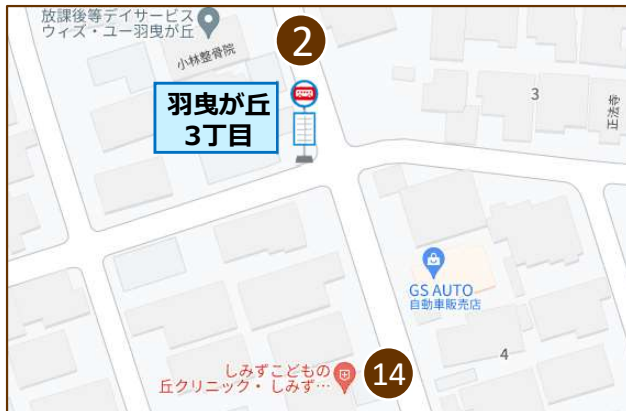 放課後等デイサービス
ウィズ・ユー羽曳が丘
2
小林整骨院
羽曳が丘
3丁目
3
正法寺
GS AUTO
自動車販売店
4
しみずこどもの
丘クリニック・しみず…
14